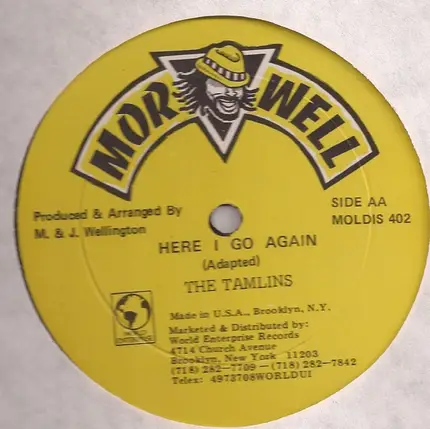 MOR WELL
Produced & Arranged By
M. & J. Wellington
SIDE AA
MOLDIS 402
HERE I GO AGAIN
(Adapted)
THE TAMLINS
Made in U.S.A., Brooklyn, N.Y.
Marketed & Distributed by:
World Enterprise Records
4714 Church Avenue
Brooklyn, New York 11203
(718) 282-7709-(718) 282-7842
Telex: 4973708WORLDUI